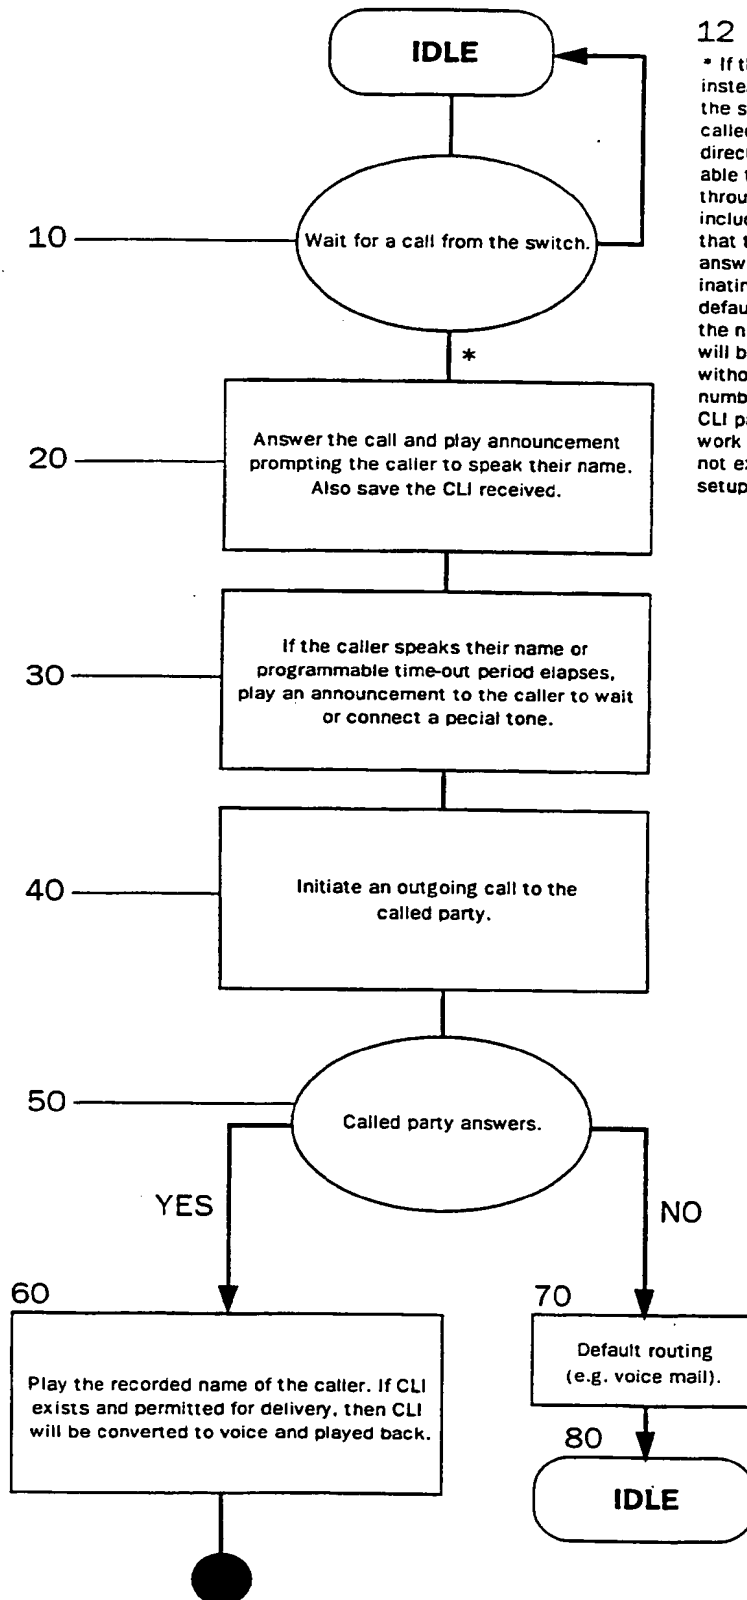 IDLE
12
* If th
instea
the s
called
direct
able t
throu
includ
that t
answ
inatin
defau
the n
will b
witho
numb
CLI pa
work
not ex
setup
10
Wait for a call from the switch.
*
20
Answer the call and play announcement
prompting the caller to speak their name.
Also save the CLI received.
30
If the caller speaks their name or
programmable time-out period elapses,
play an announcement to the caller to wait
or connect a pecial tone.
40
Initiate an outgoing call to the
called party.
50
Called party answers.
YES
NO
60
Play the recorded name of the caller. If CLI
exists and permitted for delivery, then CLI
will be converted to voice and played back.
70
Default routing
(e.g. voice mail).
80
IDLE